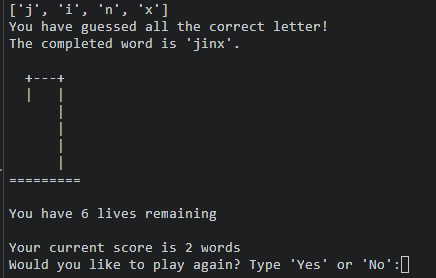 ['j', 'i', 'n', 'x']
You have guessed all the correct letter!
The completed word is 'jinx'.
  +---+
  |   |
      |
      |
      |
      |
=========
You have 6 lives remaining
Your current score is 2 words
Would you like to play again? Type 'Yes' or 'No':